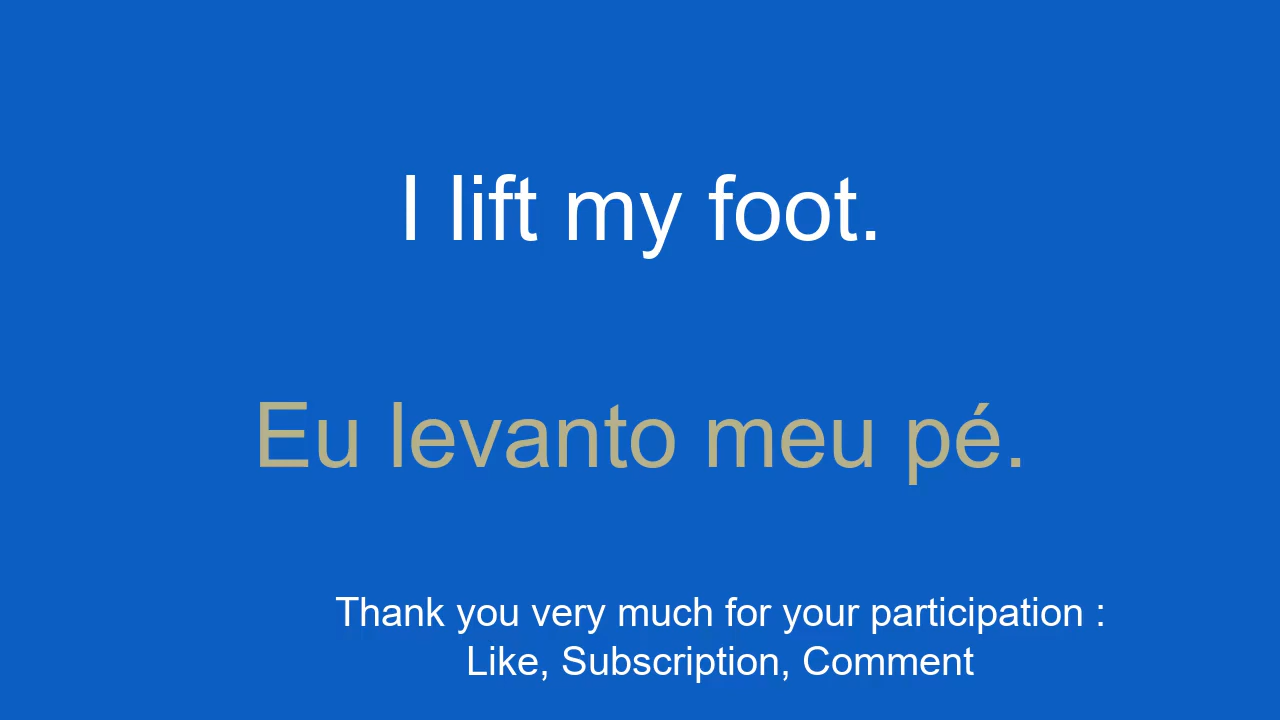 I lift my foot.
Eu levanto meu pé.
Thank you very much for your participation :
Like, Subscription, Comment